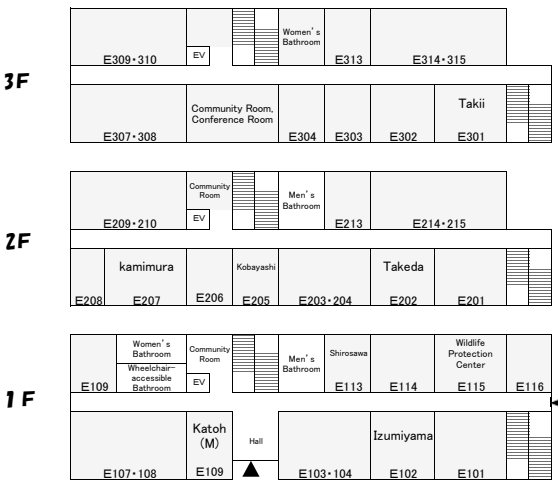 3F
Women's
Bathroom
E309・310
EV
E313
E314・315
Community Room,
Conference Room
Takii
E307・308
E304
E303
E302
E301
2F
Community
Room
Men's
Bathroom
E209・210
EV
E213
E214・215
kamimura
Kobayashi
Takeda
E208
E207
E206
E205
E203・204
E202
E201
1F
Women's
Bathroom
Wheelchair-
accessible
Bathroom
Community
Room
Men's
Bathroom
Shirosawa
Wildlife
Protection
Center
E109
EV
E113
E114
E115
E116
Katoh
(M)
Hall
Izumiyama
E107・108
E109
E103・104
E102
E101